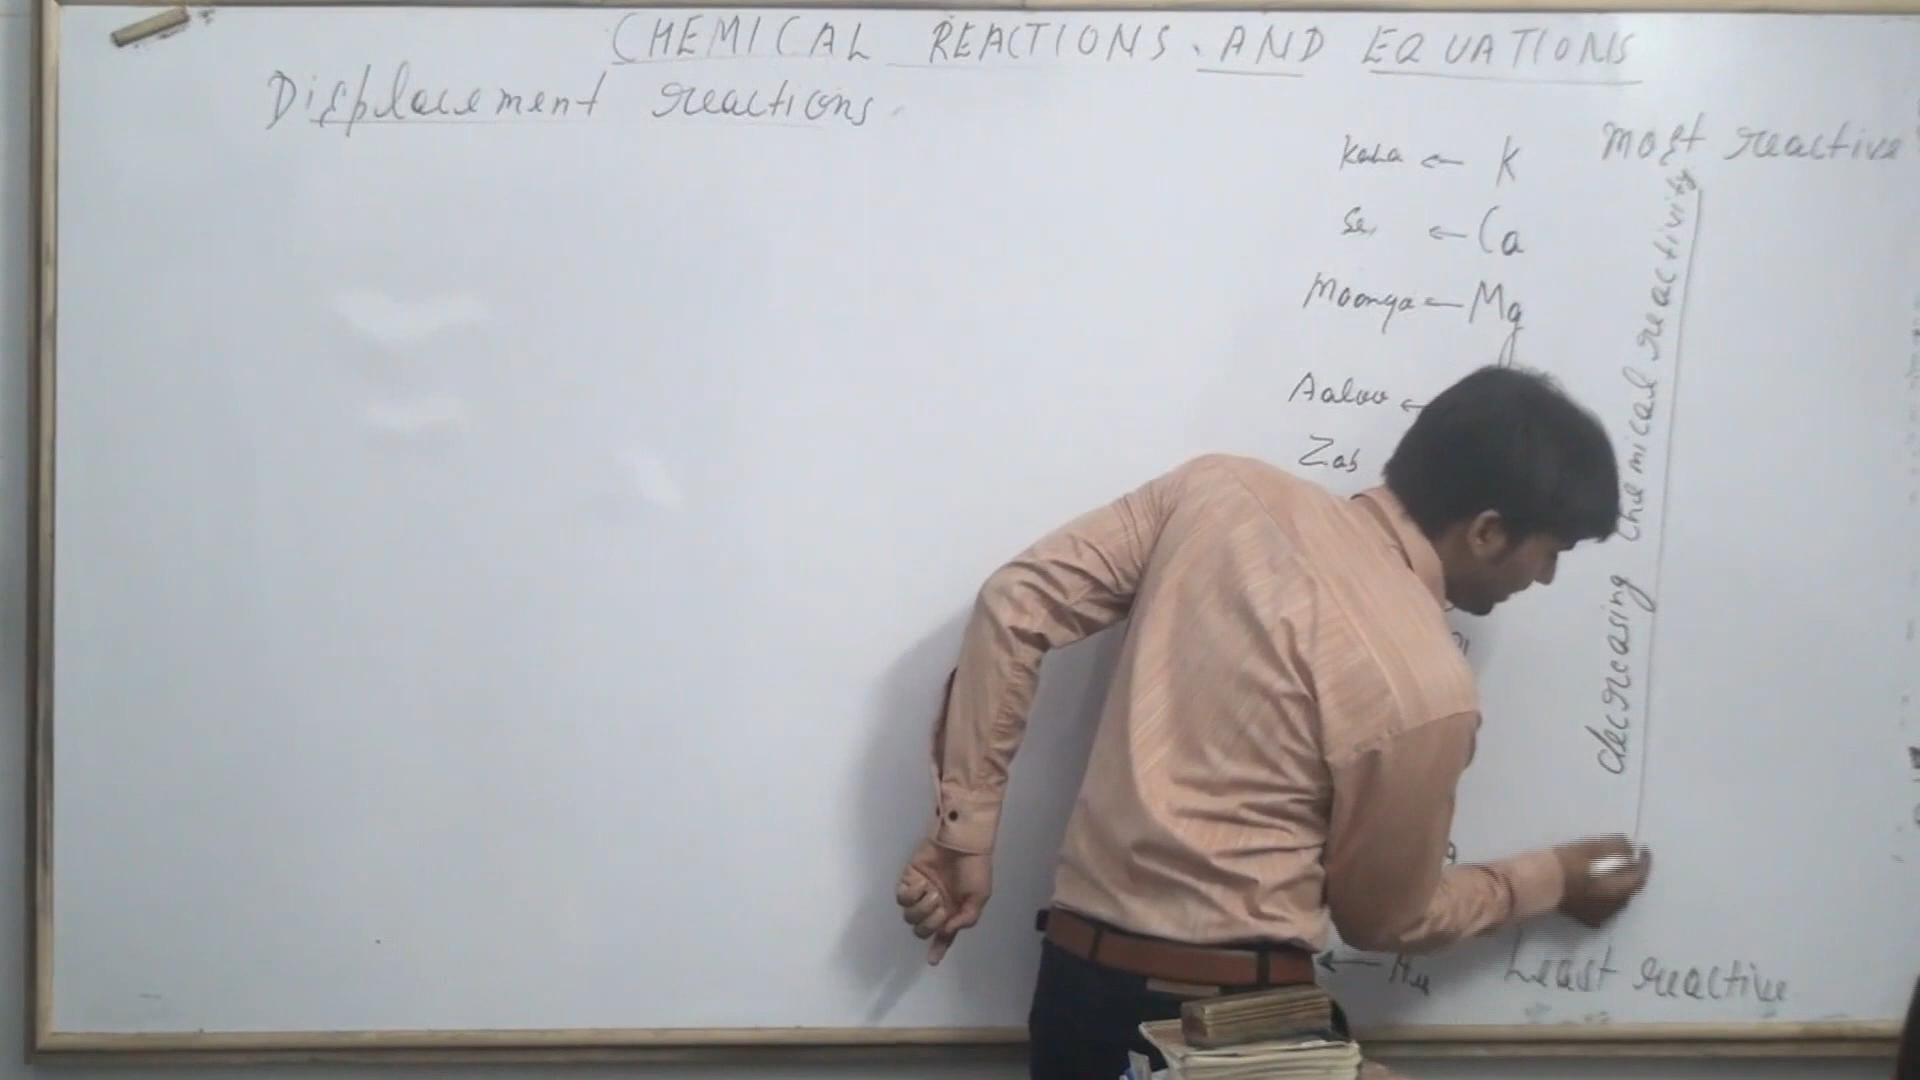 CHEMICAL REACTIONS AND EQUATIONS
Displacement reactions
most reactive
Kaha ← K
Se ← Ca
Moonga ← Mg
Aaloo ←
Zab
decreasing chemical reactivity
←
Least reactive